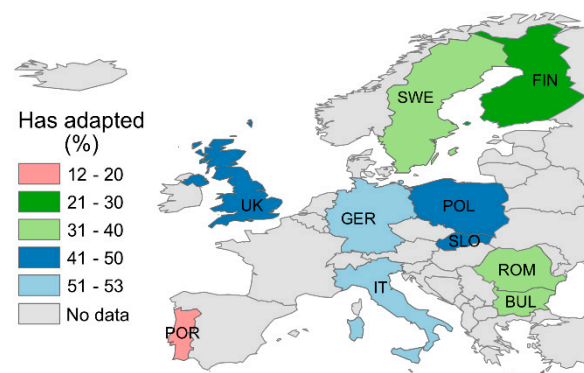 Has adapted
(%)
12 - 20
21 - 30
31 - 40
41 - 50
51 - 53
No data
FIN
SWE
UK
GER
POL
SLO
IT
ROM
BUL
POR